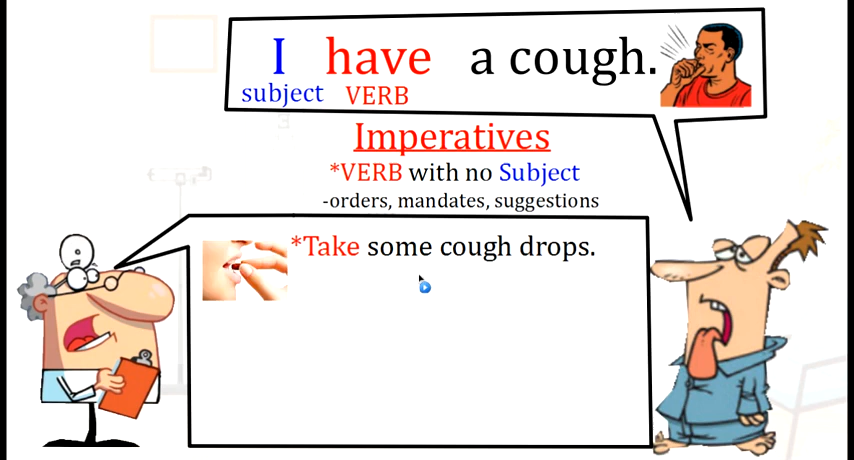 I have a cough.
subject VERB
Imperatives
*VERB with no Subject
-orders, mandates, suggestions
*Take some cough drops.